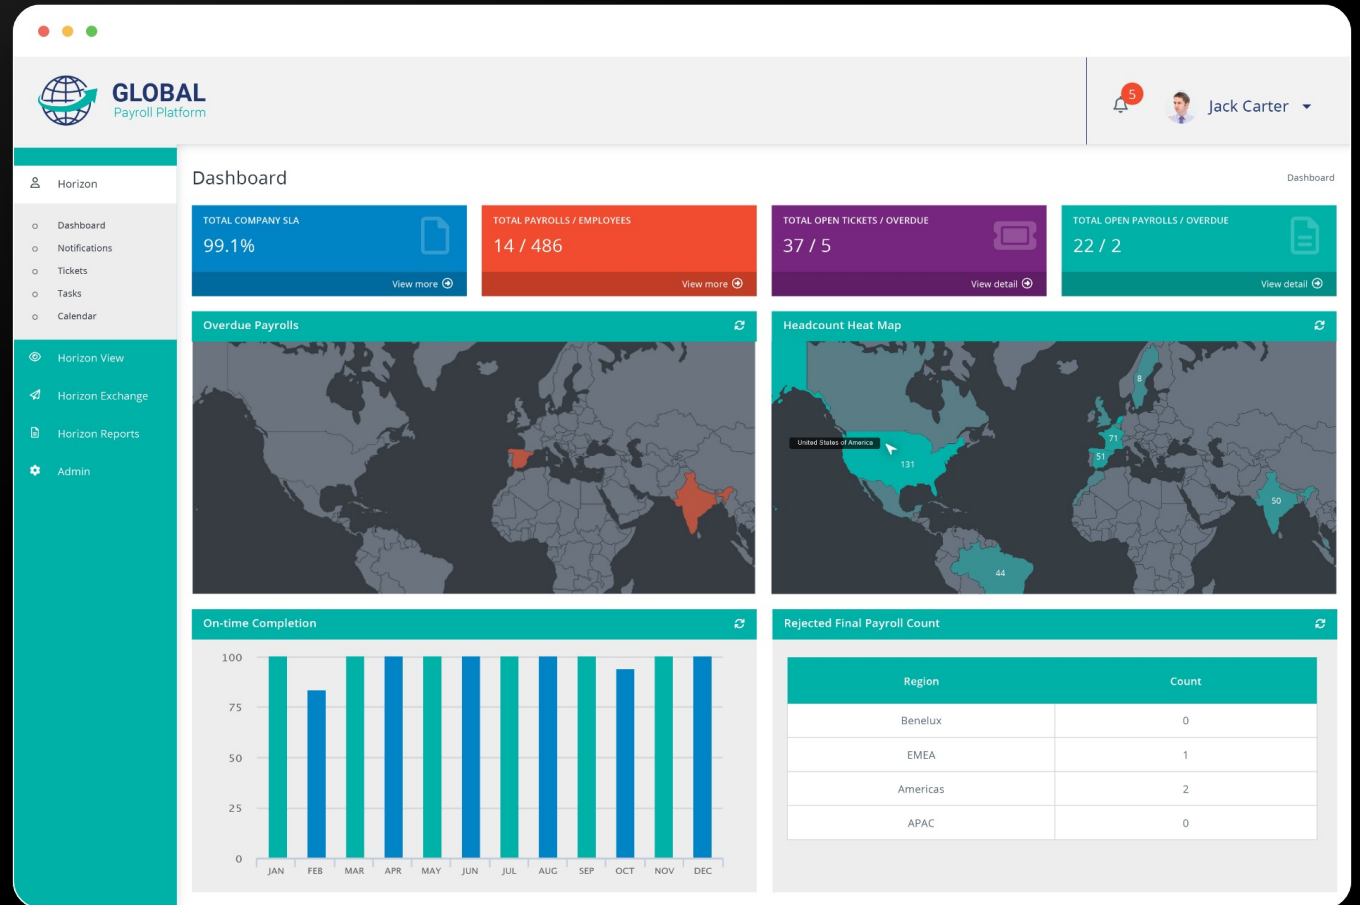 GLOBAL
Payroll Platform
5
Jack Carter
Horizon
Dashboard
Notifications
Tickets
Tasks
Calendar
Horizon View
Horizon Exchange
Horizon Reports
Admin
Dashboard
Dashboard
TOTAL COMPANY SLA
99.1%
View more
TOTAL PAYROLLS / EMPLOYEES
14 / 486
View more
TOTAL OPEN TICKETS / OVERDUE
37 / 5
View detail
TOTAL OPEN PAYROLLS / OVERDUE
22 / 2
View detail
Overdue Payrolls
Headcount Heat Map
8
United States of America
71
51
131
50
44
On-time Completion
100
75
50
25
0
JAN FEB MAR APR MAY JUN JUL AUG SEP OCT NOV DEC
Rejected Final Payroll Count
Region Count
Benelux 0
EMEA 1
Americas 2
APAC 0